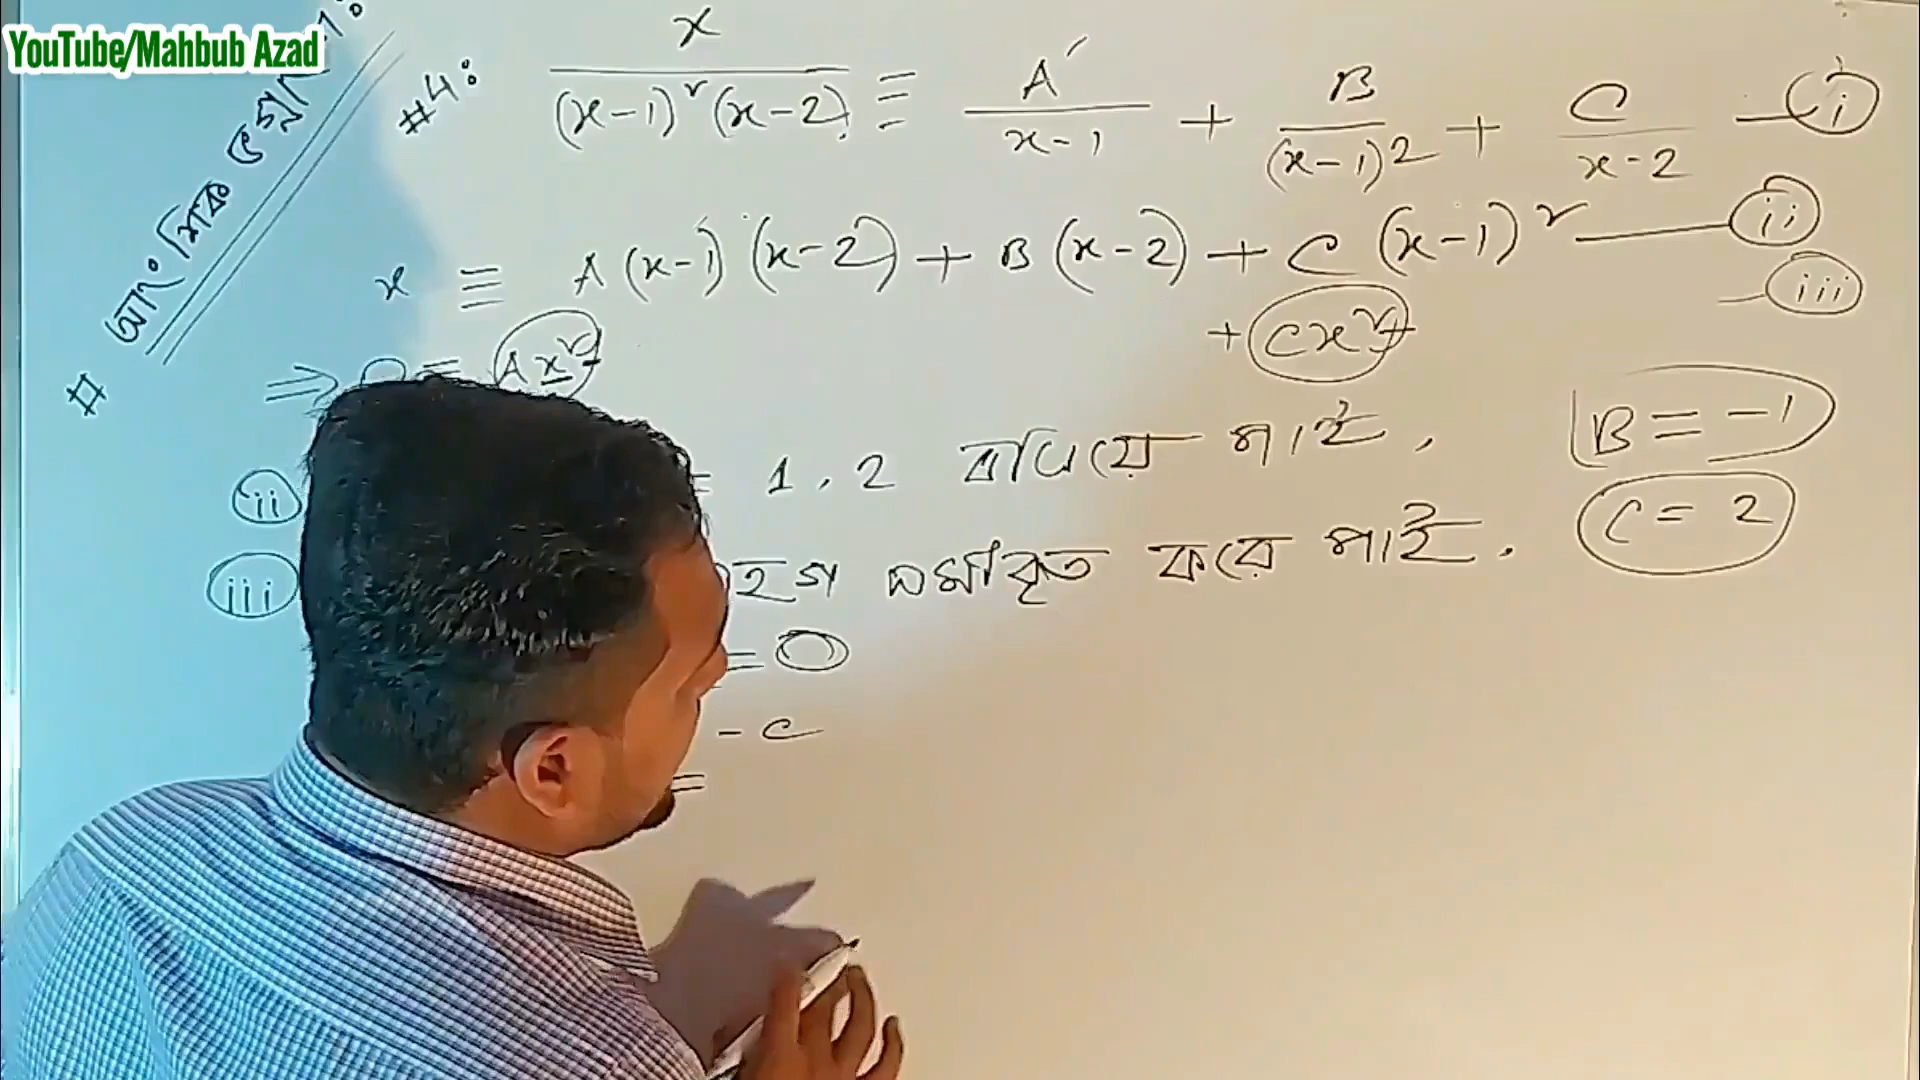 YouTube/Mahbub Azad
# আংশিক ভগ্নাংশ:
#4: x/((x-1)²(x-2)) ≡ A/(x-1) + B/(x-1)2 + C/(x-2) — (i)
x ≡ A(x-1)(x-2) + B(x-2) + C(x-1)² — (ii)
⇒ 0 ≡ Ax²+ + Cx²+ — (iii)
(ii) = 1, 2 বসিয়ে পাই, B = -1
(iii) সমীকৃত করে পাই. C = 2
= 0
- C
=